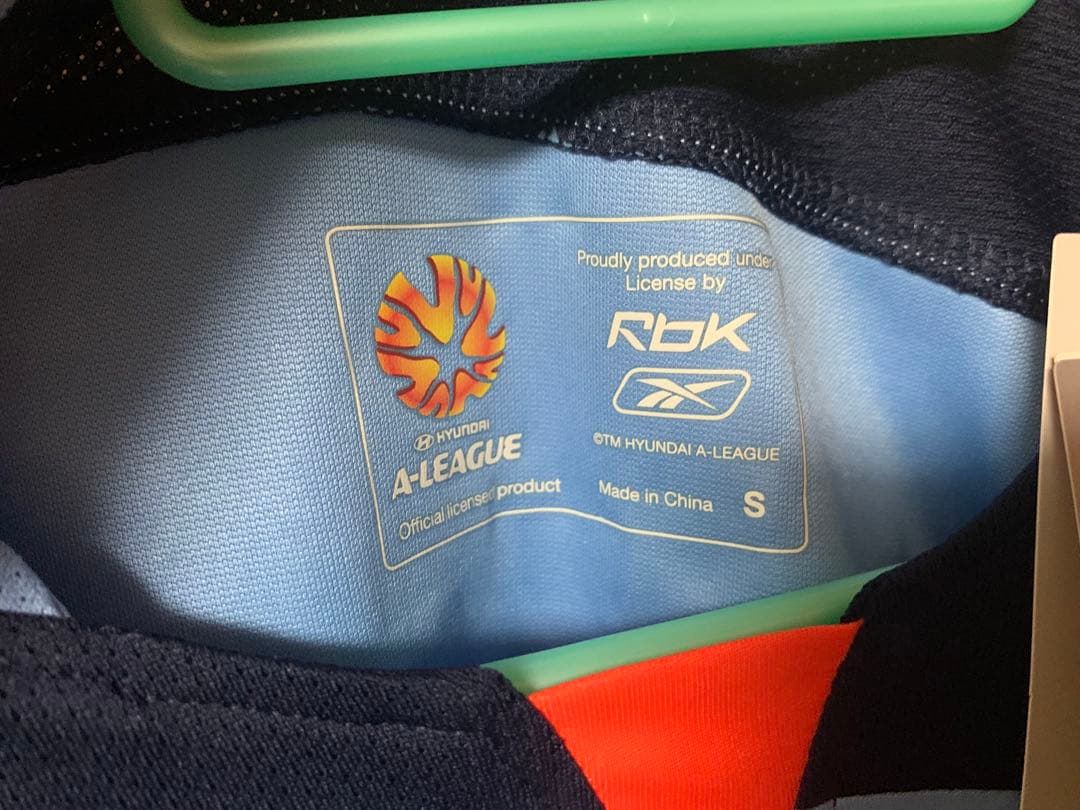 HYUNDAI
A-LEAGUE
Official licensed product
Proudly produced under
License by
RbK
©TM HYUNDAI A-LEAGUE
Made in China S